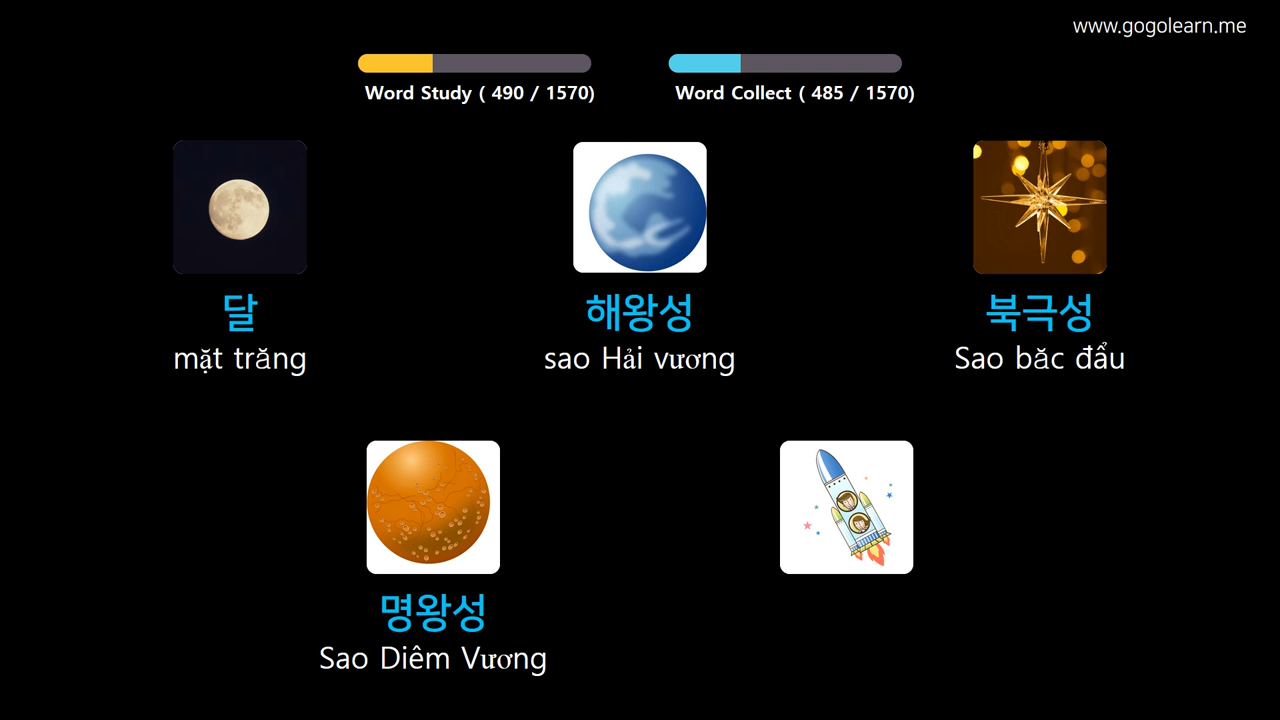 www.gogolearn.me
Word Study ( 490 / 1570)
Word Collect ( 485 / 1570)
달
해왕성
북극성
mặt trăng
sao Hải vương
Sao băc đẩu
명왕성
Sao Diêm Vương